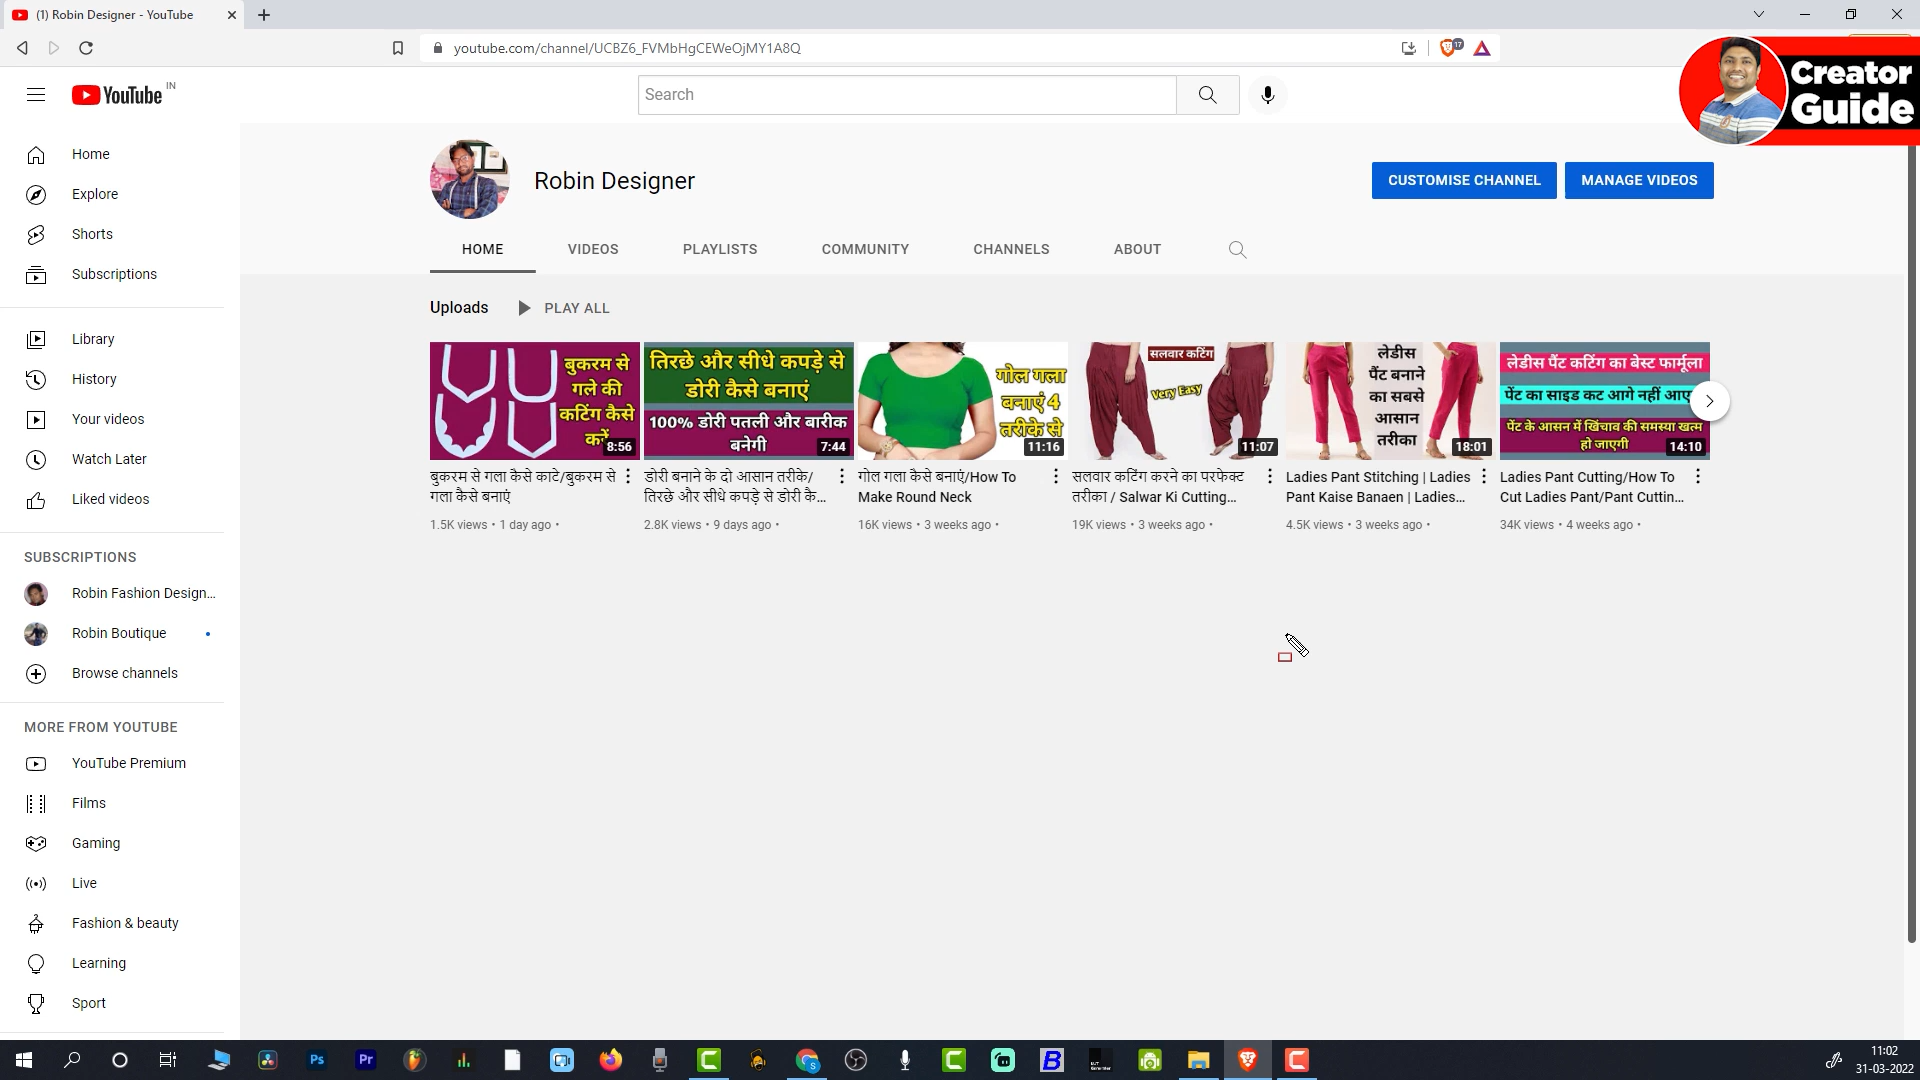 (1) Robin Designer - YouTube
youtube.com/channel/UCBZ6_FVMbHgCEWeOjMY1A8Q
17
Creator
Guide
YouTube IN
Search
Home
Explore
Shorts
Subscriptions
Library
History
Your videos
Watch Later
Liked videos
SUBSCRIPTIONS
Robin Fashion Design...
Robin Boutique
Browse channels
MORE FROM YOUTUBE
YouTube Premium
Films
Gaming
Live
Fashion & beauty
Learning
Sport
Robin Designer
CUSTOMISE CHANNEL
MANAGE VIDEOS
HOME VIDEOS PLAYLISTS COMMUNITY CHANNELS ABOUT
Uploads PLAY ALL
बुकरम से
गले की
कटिंग कैसे
करें
8:56
बुकरम से गला कैसे काटे/बुकरम से
गला कैसे बनाएं
1.5K views • 1 day ago •
तिरछे और सीधे कपड़े से
डोरी कैसे बनाएं
100% डोरी पतली और बारीक
बनेगी
7:44
डोरी बनाने के दो आसान तरीके/
तिरछे और सीधे कपड़े से डोरी कै...
2.8K views • 9 days ago •
गोल गला
बनाएं 4
तरीके से
11:16
गोल गला कैसे बनाएं/How To
Make Round Neck
16K views • 3 weeks ago •
सलवार कटिंग
Very Easy
11:07
सलवार कटिंग करने का परफेक्ट
तरीका / Salwar Ki Cutting...
19K views • 3 weeks ago •
लेडीस
पैंट बनाने
का सबसे
आसान
तरीका
18:01
Ladies Pant Stitching | Ladies
Pant Kaise Banaen | Ladies...
4.5K views • 3 weeks ago •
लेडीस पैंट कटिंग का बेस्ट फार्मूला
पेंट का साइड कट आगे नहीं
पेंट के आसन में खिंचाव की समस्या खत्म
हो जाएगी
14:10
Ladies Pant Cutting/How To
Cut Ladies Pant/Pant Cuttin...
34K views • 4 weeks ago •
Ps
Pr
B
11:02
31-03-2022